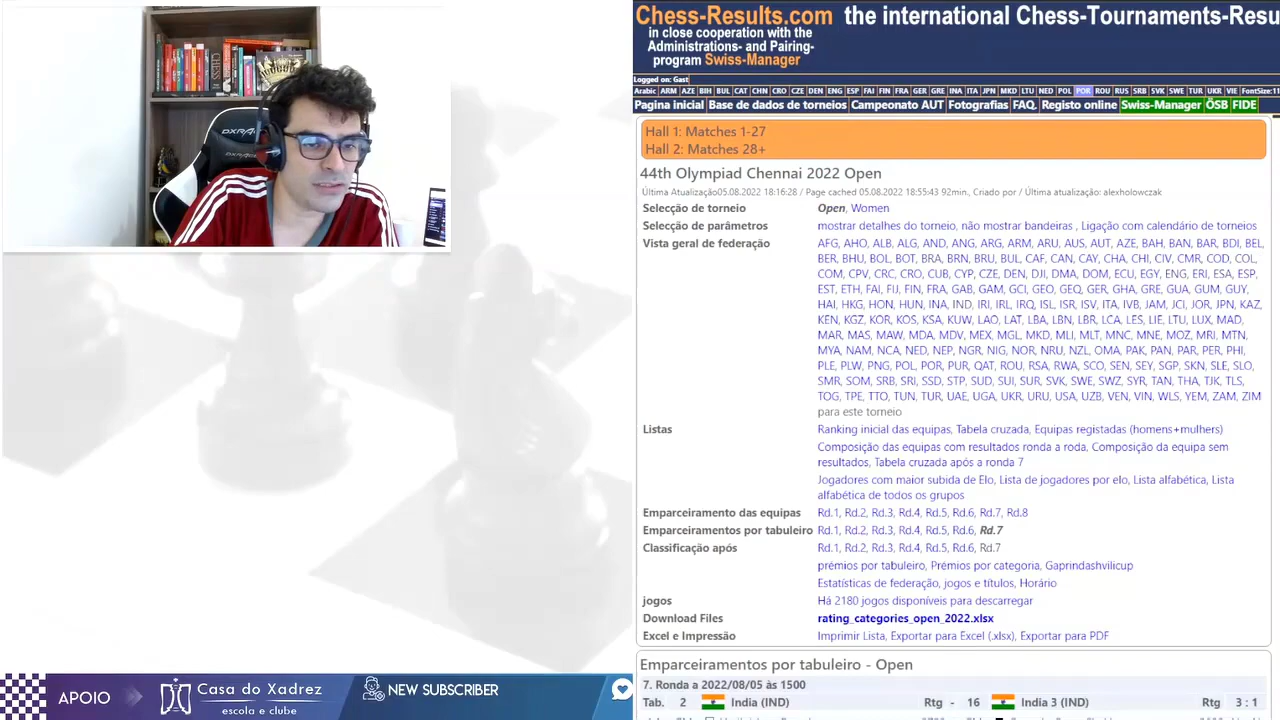 Chess-Results.com the international Chess-Tournaments-Resu
in close cooperation with the
Administrations- and Pairing-
program Swiss-Manager
Logged on: Gast
Arabic ARM AZE BIH BUL CAT CHN CRO CZE DEN ENG ESP FAI FIN FRA GER GRE INA ITA JPN MKD LTU NED POL POR ROU RUS SRB SVK SWE TUR UKR VIE FontSize:11
Pagina inicial Base de dados de torneios Campeonato AUT Fotografias FAQ. Registo online Swiss-Manager ÖSB FIDE
Hall 1: Matches 1-27
Hall 2: Matches 28+
44th Olympiad Chennai 2022 Open
Última Atualização05.08.2022 18:16:28 / Page cached 05.08.2022 18:55:43 92min., Criado por / Última atualização: alexholowczak
Selecção de torneio Open, Women
Selecção de parâmetros mostrar detalhes do torneio, não mostrar bandeiras , Ligação com calendário de torneios
Vista geral de federação AFG, AHO, ALB, ALG, AND, ANG, ARG, ARM, ARU, AUS, AUT, AZE, BAH, BAN, BAR, BDI, BEL,
BER, BHU, BOL, BOT, BRA, BRN, BRU, BUL, CAF, CAN, CAY, CHA, CHI, CIV, CMR, COD, COL,
COM, CPV, CRC, CRO, CUB, CYP, CZE, DEN, DJI, DMA, DOM, ECU, EGY, ENG, ERI, ESA, ESP,
EST, ETH, FAI, FIJ, FIN, FRA, GAB, GAM, GCI, GEO, GEQ, GER, GHA, GRE, GUA, GUM, GUY,
HAI, HKG, HON, HUN, INA, IND, IRI, IRL, IRQ, ISL, ISR, ISV, ITA, IVB, JAM, JCI, JOR, JPN, KAZ,
KEN, KGZ, KOR, KOS, KSA, KUW, LAO, LAT, LBA, LBN, LBR, LCA, LES, LIE, LTU, LUX, MAD,
MAR, MAS, MAW, MDA, MDV, MEX, MGL, MKD, MLI, MLT, MNC, MNE, MOZ, MRI, MTN,
MYA, NAM, NCA, NED, NEP, NGR, NIG, NOR, NRU, NZL, OMA, PAK, PAN, PAR, PER, PHI,
PLE, PLW, PNG, POL, POR, PUR, QAT, ROU, RSA, RWA, SCO, SEN, SEY, SGP, SKN, SLE, SLO,
SMR, SOM, SRB, SRI, SSD, STP, SUD, SUI, SUR, SVK, SWE, SWZ, SYR, TAN, THA, TJK, TLS,
TOG, TPE, TTO, TUN, TUR, UAE, UGA, UKR, URU, USA, UZB, VEN, VIN, WLS, YEM, ZAM, ZIM
para este torneio
Listas Ranking inicial das equipas, Tabela cruzada, Equipas registadas (homens+mulhers)
Composição das equipas com resultados ronda a roda, Composição da equipa sem
resultados, Tabela cruzada após a ronda 7
Jogadores com maior subida de Elo, Lista de jogadores por elo, Lista alfabética, Lista
alfabética de todos os grupos
Emparceiramento das equipas Rd.1, Rd.2, Rd.3, Rd.4, Rd.5, Rd.6, Rd.7, Rd.8
Emparceiramentos por tabuleiro Rd.1, Rd.2, Rd.3, Rd.4, Rd.5, Rd.6, Rd.7
Classificação após Rd.1, Rd.2, Rd.3, Rd.4, Rd.5, Rd.6, Rd.7
prémios por tabuleiro, Prémios por categoria, Gaprindashvilicup
Estatísticas de federação, jogos e títulos, Horário
jogos Há 2180 jogos disponíveis para descarregar
Download Files rating_categories_open_2022.xlsx
Excel e Impressão Imprimir Lista, Exportar para Excel (.xlsx), Exportar para PDF
Emparceiramentos por tabuleiro - Open
7. Ronda a 2022/08/05 às 1500
Tab. 2 India (IND) Rtg - 16 India 3 (IND) Rtg 3 : 1
DXRA
DXRA
CHESS
APOIO
Casa do Xadrez
escola e clube
NEW SUBSCRIBER